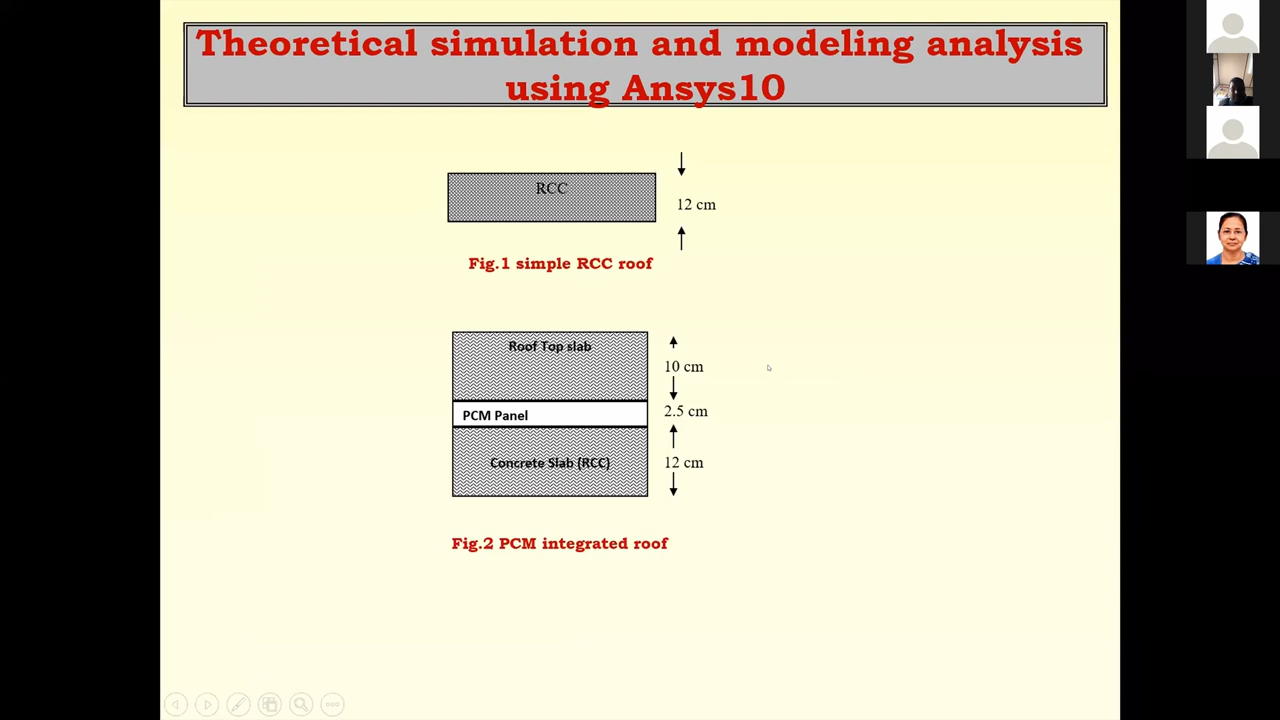 Theoretical simulation and modeling analysis
using Ansys10
RCC
12 cm
Fig.1 simple RCC roof
Roof Top slab
10 cm
PCM Panel
2.5 cm
Concrete Slab (RCC)
12 cm
Fig.2 PCM integrated roof